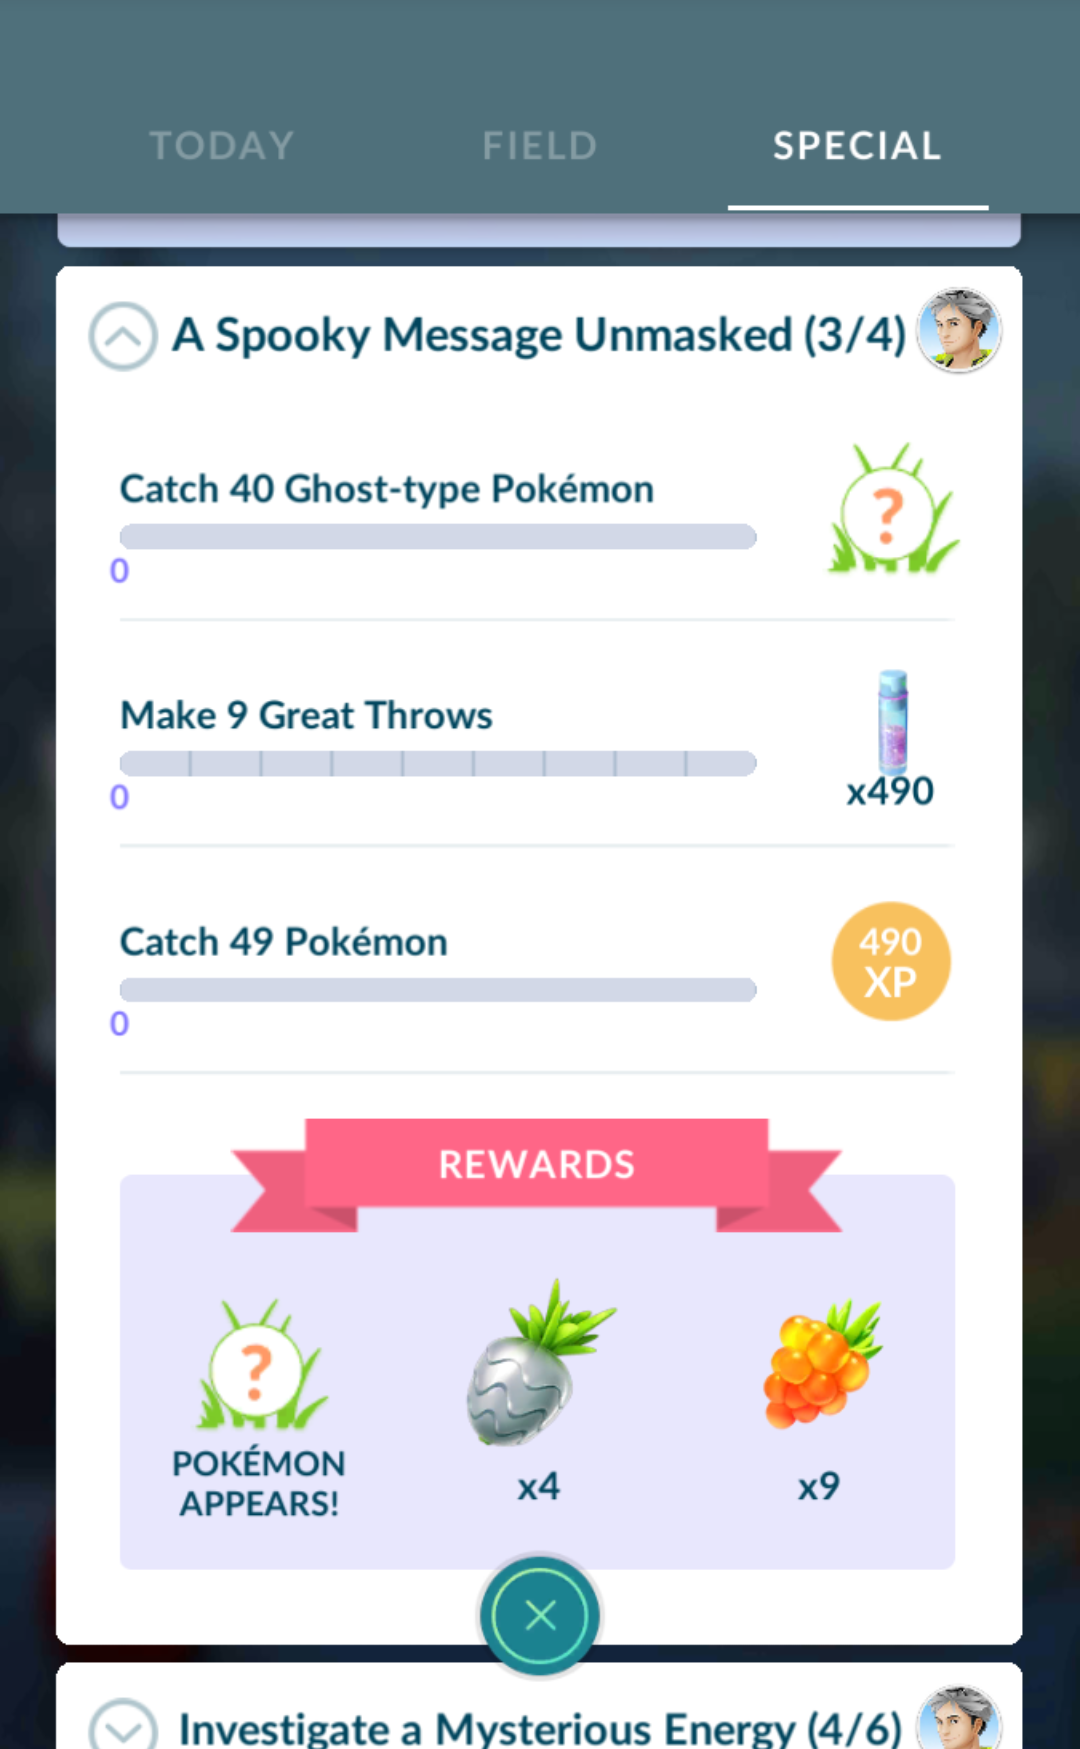 TODAY
FIELD
SPECIAL
A Spooky Message Unmasked (3/4)
Catch 40 Ghost-type Pokémon
?
0
Make 9 Great Throws
x490
0
Catch 49 Pokémon
490
XP
0
REWARDS
?
POKÉMON
APPEARS!
x4
x9
Investigate a Mysterious Energy (4/6)